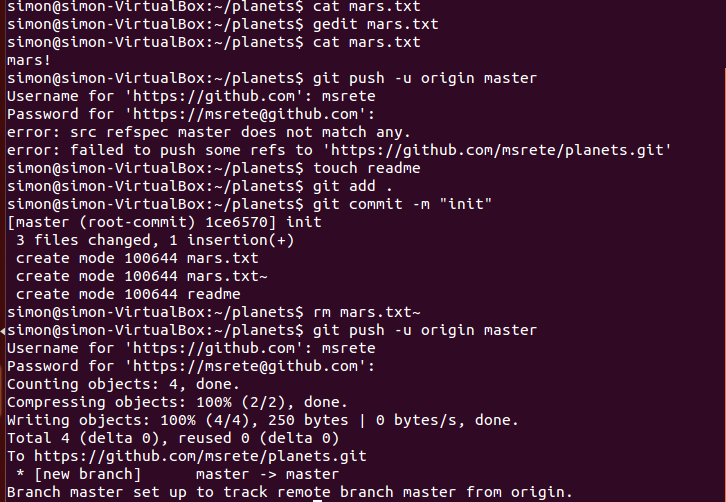 simon@simon-VirtualBox:~/planets$ cat mars.txt
simon@simon-VirtualBox:~/planets$ gedit mars.txt
simon@simon-VirtualBox:~/planets$ cat mars.txt
mars!
simon@simon-VirtualBox:~/planets$ git push -u origin master
Username for 'https://github.com': msrete
Password for 'https://msrete@github.com':
error: src refspec master does not match any.
error: failed to push some refs to 'https://github.com/msrete/planets.git'
simon@simon-VirtualBox:~/planets$ touch readme
simon@simon-VirtualBox:~/planets$ git add .
simon@simon-VirtualBox:~/planets$ git commit -m "init"
[master (root-commit) 1ce6570] init
 3 files changed, 1 insertion(+)
 create mode 100644 mars.txt
 create mode 100644 mars.txt~
 create mode 100644 readme
simon@simon-VirtualBox:~/planets$ rm mars.txt~
simon@simon-VirtualBox:~/planets$ git push -u origin master
Username for 'https://github.com': msrete
Password for 'https://msrete@github.com':
Counting objects: 4, done.
Compressing objects: 100% (2/2), done.
Writing objects: 100% (4/4), 250 bytes | 0 bytes/s, done.
Total 4 (delta 0), reused 0 (delta 0)
To https://github.com/msrete/planets.git
 * [new branch]      master -> master
Branch master set up to track remote branch master from origin.